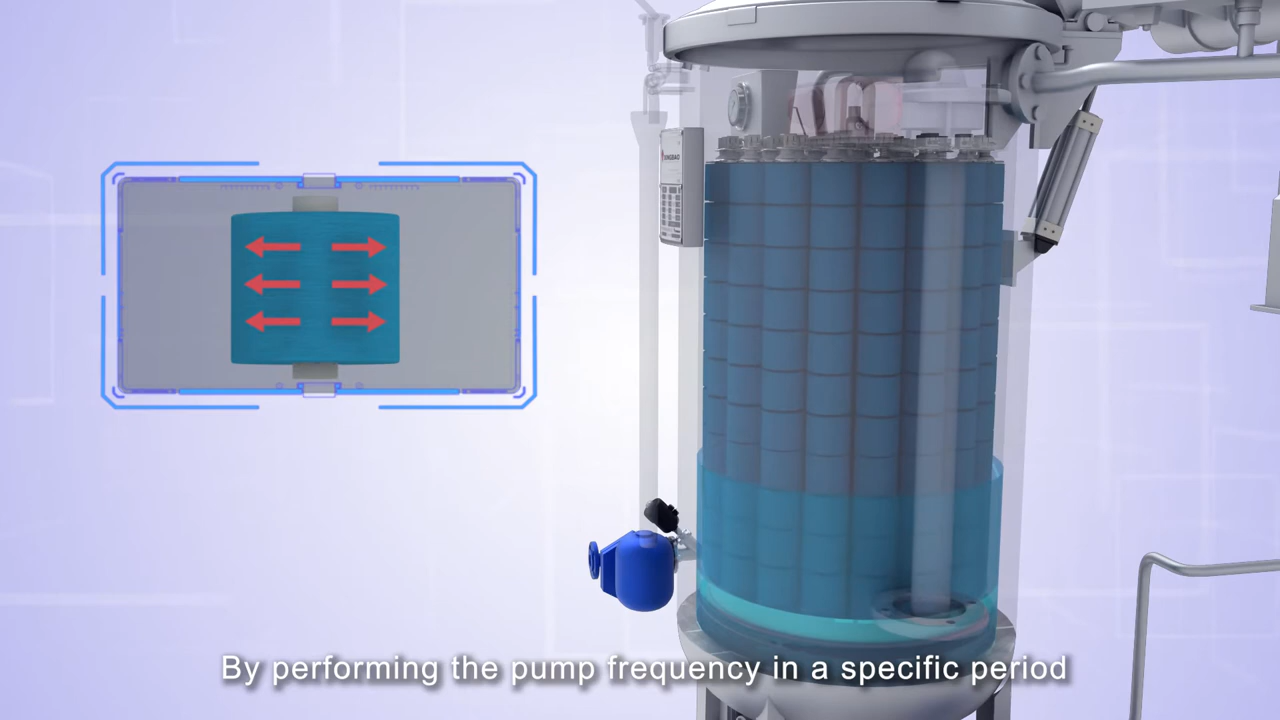 By performing the pump frequency in a specific period